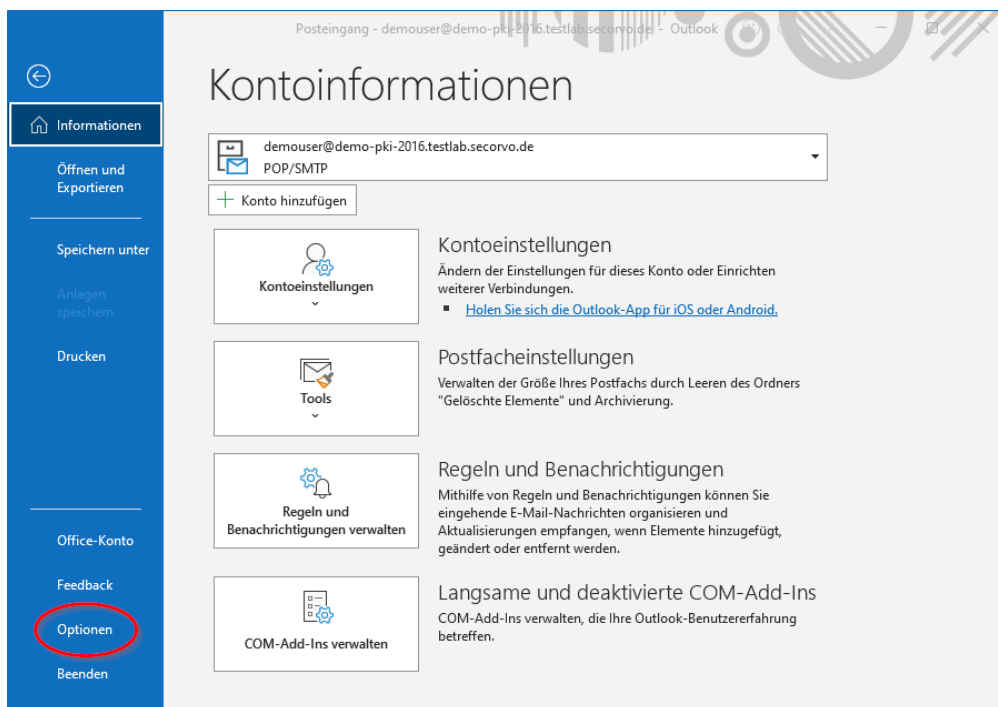 Posteingang - demouser@demo-pki-2016.testlab.secorvo.de - Outlook
Kontoinformationen
Informationen
Öffnen und
Exportieren
Speichern unter
Anlagen
speichern
Drucken
Office-Konto
Feedback
Optionen
Beenden
demouser@demo-pki-2016.testlab.secorvo.de
POP/SMTP
Konto hinzufügen
Kontoeinstellungen
Kontoeinstellungen
Ändern der Einstellungen für dieses Konto oder Einrichten
weiterer Verbindungen.
Holen Sie sich die Outlook-App für iOS oder Android.
Tools
Postfacheinstellungen
Verwalten der Größe Ihres Postfachs durch Leeren des Ordners
"Gelöschte Elemente" und Archivierung.
Regeln und
Benachrichtigungen verwalten
Regeln und Benachrichtigungen
Mithilfe von Regeln und Benachrichtigungen können Sie
eingehende E-Mail-Nachrichten organisieren und
Aktualisierungen empfangen, wenn Elemente hinzugefügt,
geändert oder entfernt werden.
COM-Add-Ins verwalten
Langsame und deaktivierte COM-Add-Ins
COM-Add-Ins verwalten, die Ihre Outlook-Benutzererfahrung
betreffen.